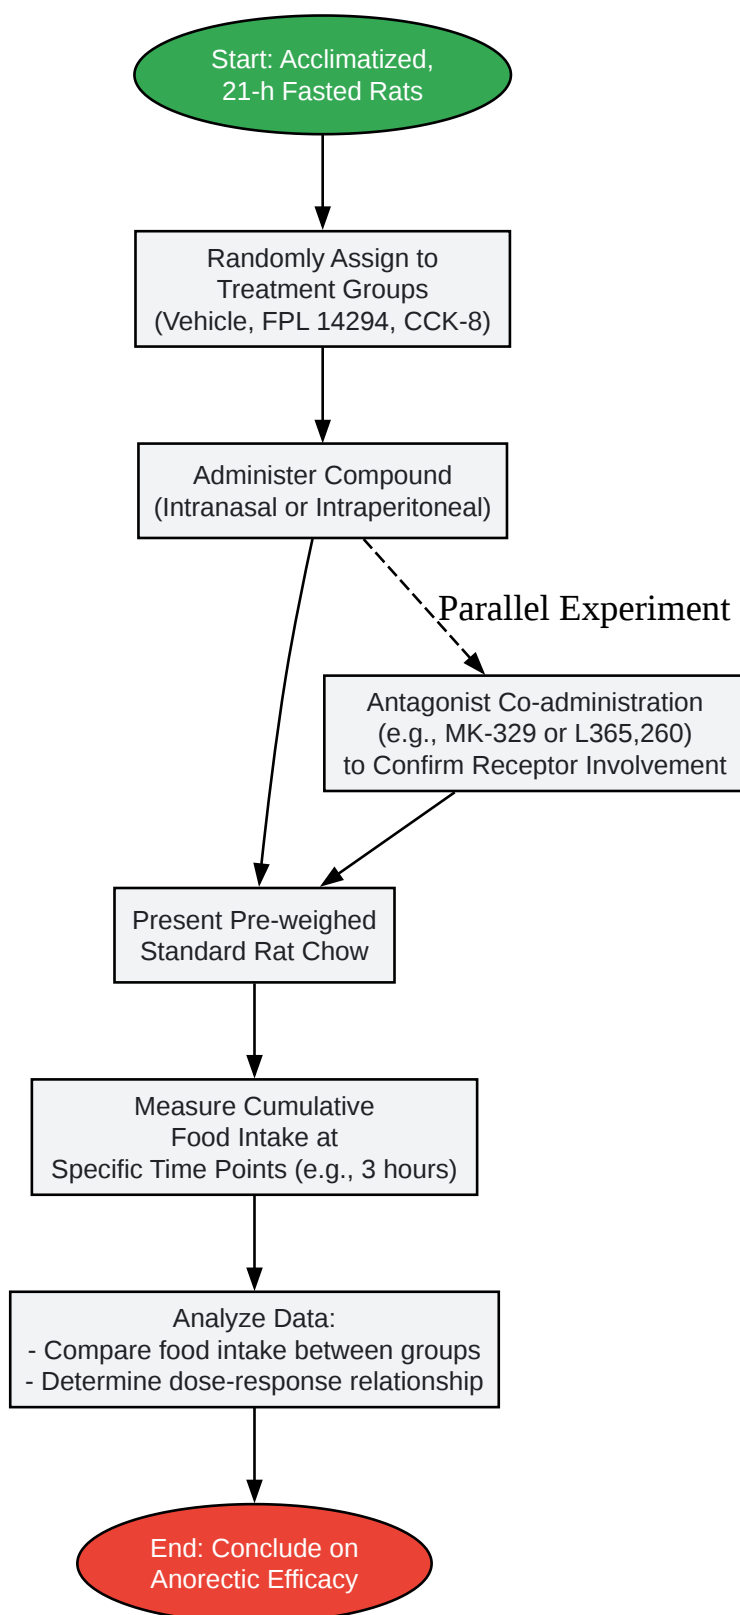 Start: Acclimatized,
21-h Fasted Rats
Randomly Assign to
Treatment Groups
(Vehicle, FPL 14294, CCK-8)
Administer Compound
(Intranasal or Intraperitoneal)
Parallel Experiment
Antagonist Co-administration
(e.g., MK-329 or L365,260)
to Confirm Receptor Involvement
Present Pre-weighed
Standard Rat Chow
Measure Cumulative
Food Intake at
Specific Time Points (e.g., 3 hours)
Analyze Data:
- Compare food intake between groups
- Determine dose-response relationship
End: Conclude on
Anorectic Efficacy